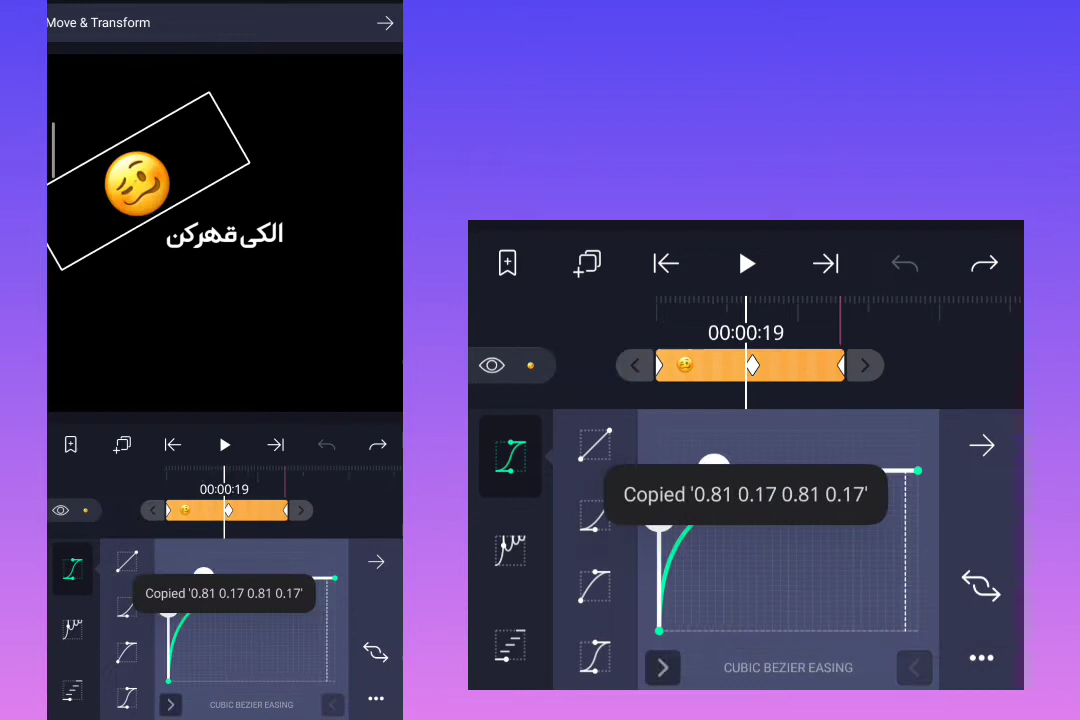 Move & Transform
الکی قهرکن
00:00:19
Copied '0.81 0.17 0.81 0.17'
CUBIC BEZIER EASING
00:00:19
Copied '0.81 0.17 0.81 0.17'
CUBIC BEZIER EASING